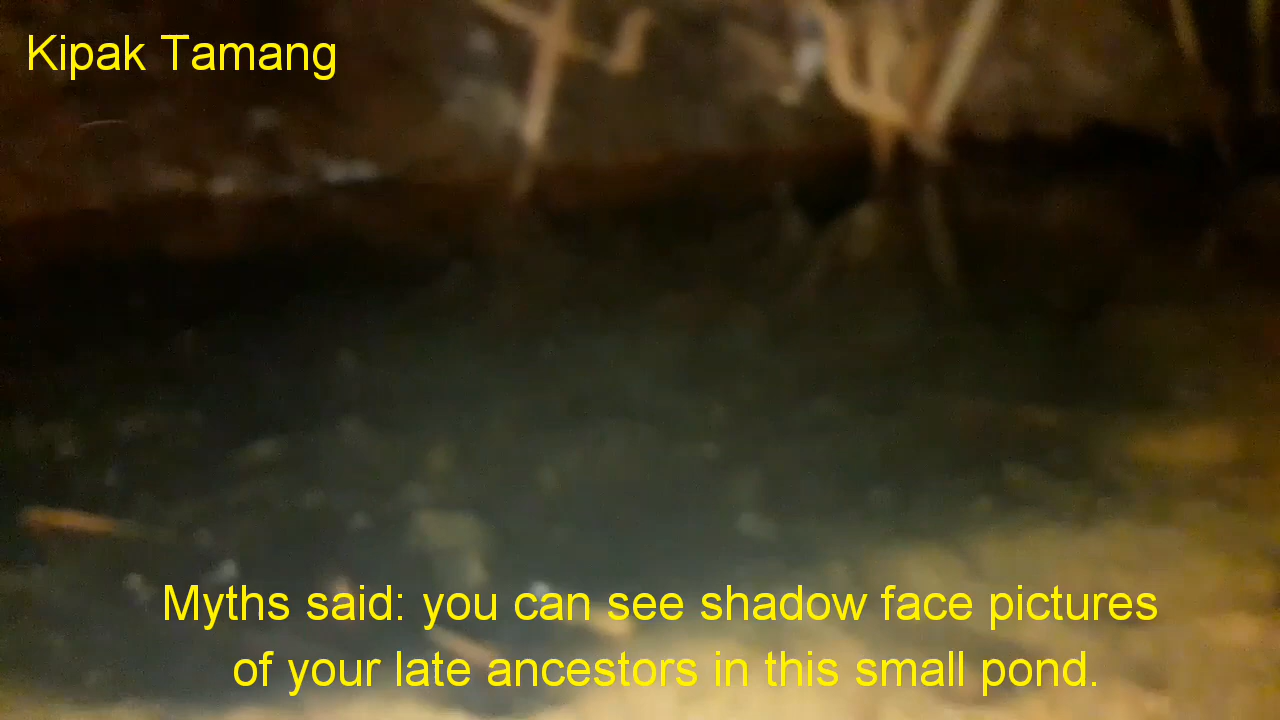 Kipak Tamang
Myths said: you can see shadow face pictures
of your late ancestors in this small pond.